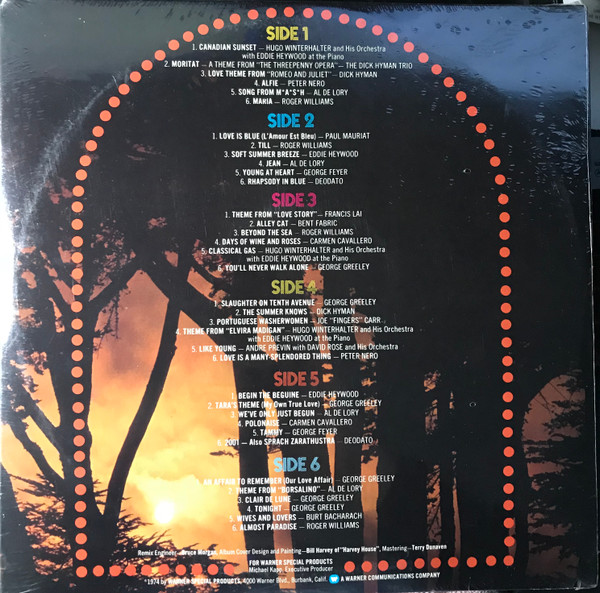 SIDE 1
1. CANADIAN SUNSET — HUGO WINTERHALTER and His Orchestra
with EDDIE HEYWOOD at the Piano
2. MORITAT — A THEME FROM "THE THREEPENNY OPERA" — THE DICK HYMAN TRIO
3. LOVE THEME FROM "ROMEO AND JULIET" — DICK HYMAN
4. ALFIE — PETER NERO
5. SONG FROM M*A*S*H — AL DE LORY
6. MARIA — ROGER WILLIAMS
SIDE 2
1. LOVE IS BLUE (L'Amour Est Bleu) — PAUL MAURIAT
2. TILL — ROGER WILLIAMS
3. SOFT SUMMER BREEZE — EDDIE HEYWOOD
4. JEAN — AL DE LORY
5. YOUNG AT HEART — GEORGE FEYER
6. RHAPSODY IN BLUE — DEODATO
SIDE 3
1. THEME FROM "LOVE STORY" — FRANCIS LAI
2. ALLEY CAT — BENT FABRIC
3. BEYOND THE SEA — ROGER WILLIAMS
4. DAYS OF WINE AND ROSES — CARMEN CAVALLERO
5. CLASSICAL GAS — HUGO WINTERHALTER and His Orchestra
with EDDIE HEYWOOD at the Piano
6. YOU'LL NEVER WALK ALONE — GEORGE GREELEY
SIDE 4
1. SLAUGHTER ON TENTH AVENUE — GEORGE GREELEY
2. THE SUMMER KNOWS — DICK HYMAN
3. PORTUGUESE WASHERWOMEN — JOE "FINGERS" CARR
4. THEME FROM "ELVIRA MADIGAN" — HUGO WINTERHALTER and His Orchestra
with EDDIE HEYWOOD at the Piano
5. LIKE YOUNG — ANDRE PREVIN with DAVID ROSE and His Orchestra
6. LOVE IS A MANY-SPLENDORED THING — PETER NERO
SIDE 5
1. BEGIN THE BEGUINE — EDDIE HEYWOOD
2. TARA'S THEME (My Own True Love) — GEORGE GREELEY
3. WE'VE ONLY JUST BEGUN — AL DE LORY
4. POLONAISE — CARMEN CAVALLERO
5. TAMMY — GEORGE FEYER
6. 2001 — Also SPRACH ZARATHUSTRA — DEODATO
SIDE 6
1. AN AFFAIR TO REMEMBER (Our Love Affair) — GEORGE GREELEY
2. THEME FROM "BORSALINO" — AL DE LORY
3. CLAIR DE LUNE — GEORGE GREELEY
4. TONIGHT — GEORGE GREELEY
5. WIVES AND LOVERS — BURT BACHARACH
6. ALMOST PARADISE — ROGER WILLIAMS
Remix Engineer—Bruce Morgan, Album Cover Design and Painting—Bill Harvey of "Harvey House", Mastering—Terry Dunavan
FOR WARNER SPECIAL PRODUCTS
Michael Kapp, Executive Producer
®1974 by WARNER SPECIAL PRODUCTS, 4000 Warner Blvd., Burbank, Calif. A WARNER COMMUNICATIONS COMPANY